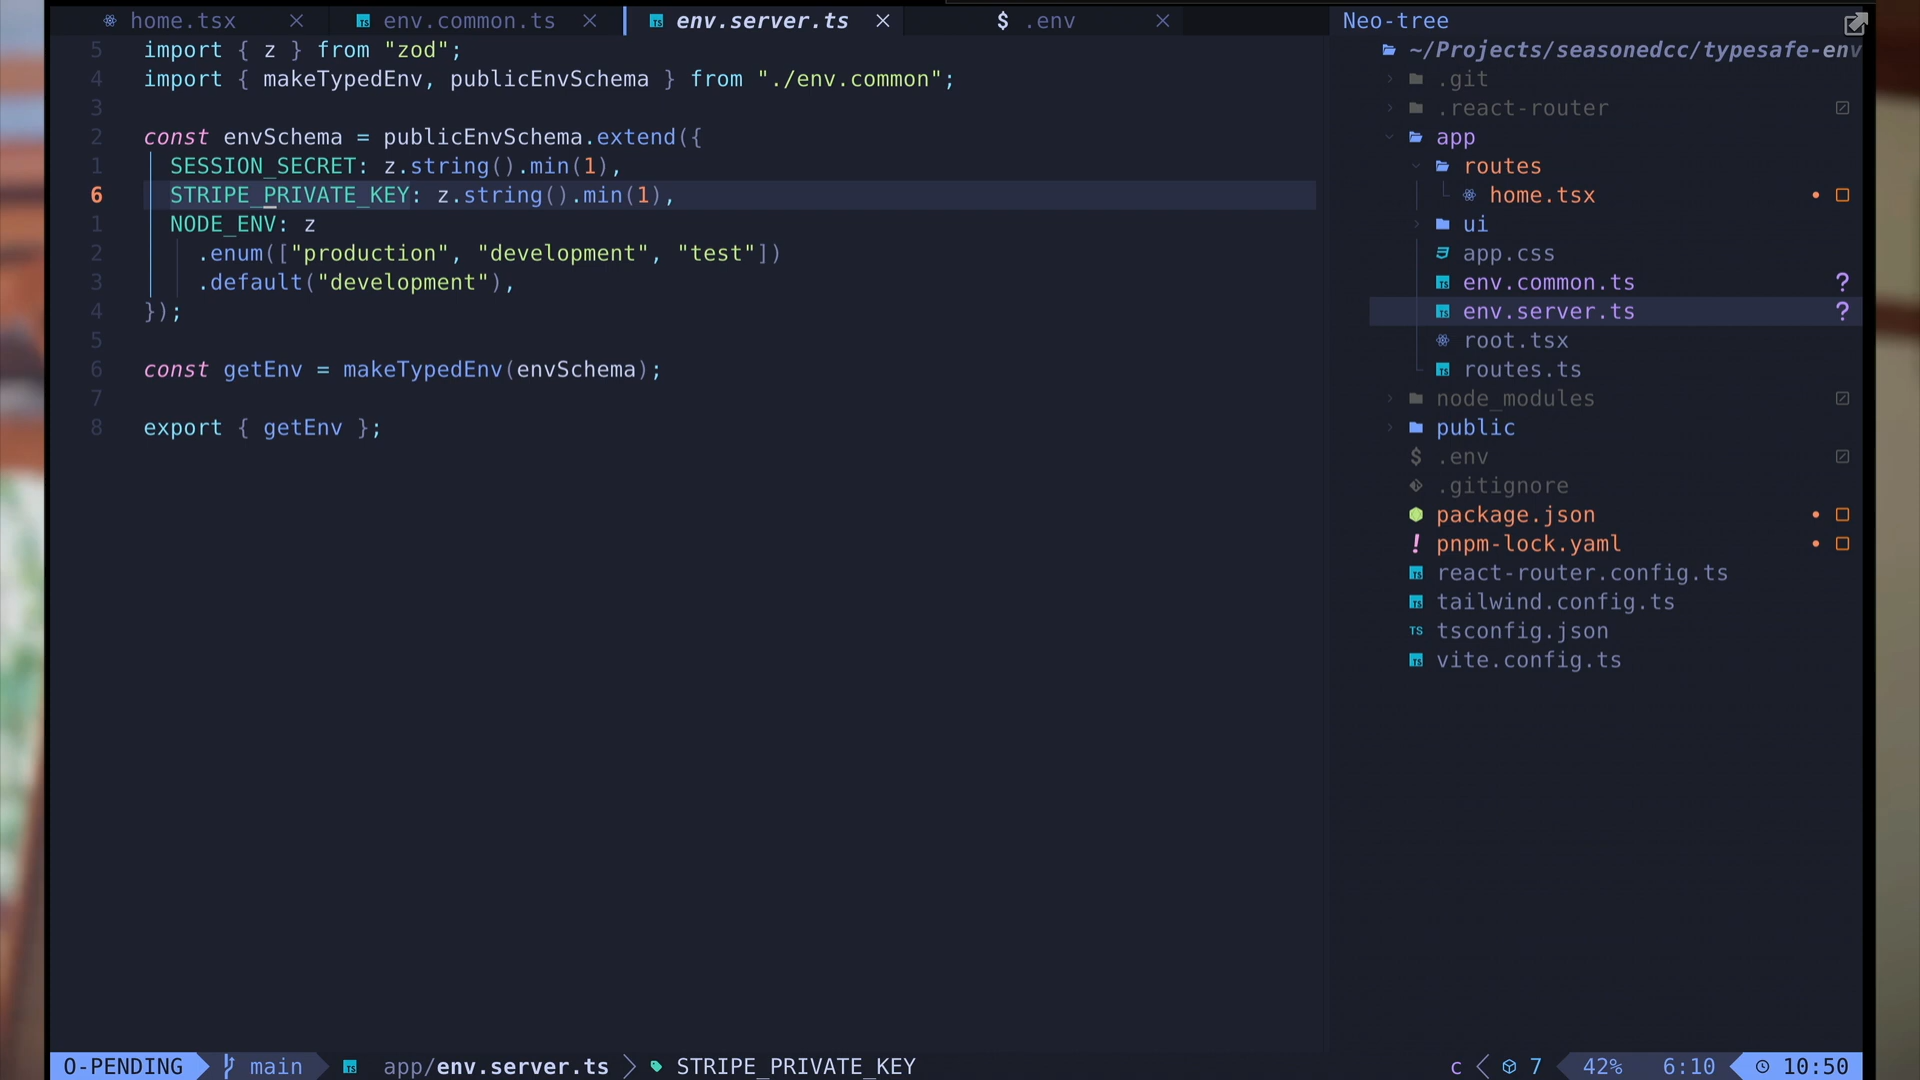 home.tsx env.common.ts env.server.ts $ .env Neo-tree
5 import { z } from "zod";
4 import { makeTypedEnv, publicEnvSchema } from "./env.common";
3
2 const envSchema = publicEnvSchema.extend({
1 SESSION_SECRET: z.string().min(1),
6 STRIPE_PRIVATE_KEY: z.string().min(1),
1 NODE_ENV: z
2 .enum(["production", "development", "test"])
3 .default("development"),
4 });
5
6 const getEnv = makeTypedEnv(envSchema);
7
8 export { getEnv };
~/Projects/seasonedcc/typesafe-env
.git
.react-router
app
routes
home.tsx
ui
app.css
env.common.ts ?
env.server.ts ?
root.tsx
routes.ts
node_modules
public
$ .env
.gitignore
package.json
! pnpm-lock.yaml
react-router.config.ts
tailwind.config.ts
TS tsconfig.json
vite.config.ts
O-PENDING main app/env.server.ts STRIPE_PRIVATE_KEY c 7 42% 6:10 10:50